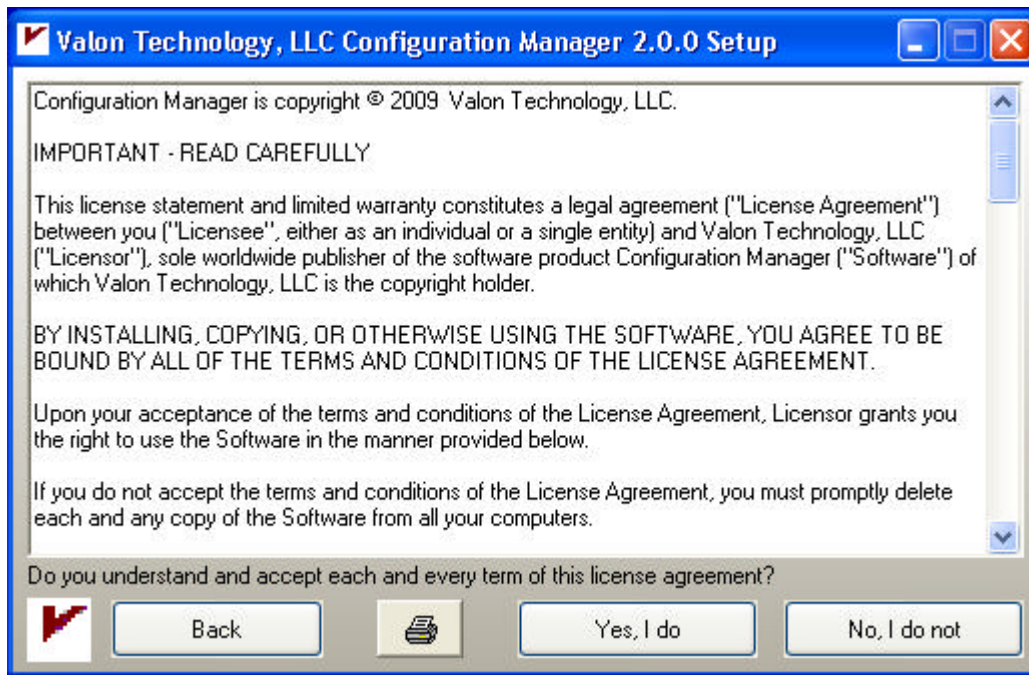 Valon Technology, LLC Configuration Manager 2.0.0 Setup
Configuration Manager is copyright © 2009 Valon Technology, LLC.
IMPORTANT - READ CAREFULLY
This license statement and limited warranty constitutes a legal agreement ("License Agreement")
between you ("Licensee", either as an individual or a single entity) and Valon Technology, LLC
("Licensor"), sole worldwide publisher of the software product Configuration Manager ("Software") of
which Valon Technology, LLC is the copyright holder.
BY INSTALLING, COPYING, OR OTHERWISE USING THE SOFTWARE, YOU AGREE TO BE
BOUND BY ALL OF THE TERMS AND CONDITIONS OF THE LICENSE AGREEMENT.
Upon your acceptance of the terms and conditions of the License Agreement, Licensor grants you
the right to use the Software in the manner provided below.
If you do not accept the terms and conditions of the License Agreement, you must promptly delete
each and any copy of the Software from all your computers.
Do you understand and accept each and every term of this license agreement?
Back
Yes, I do
No, I do not